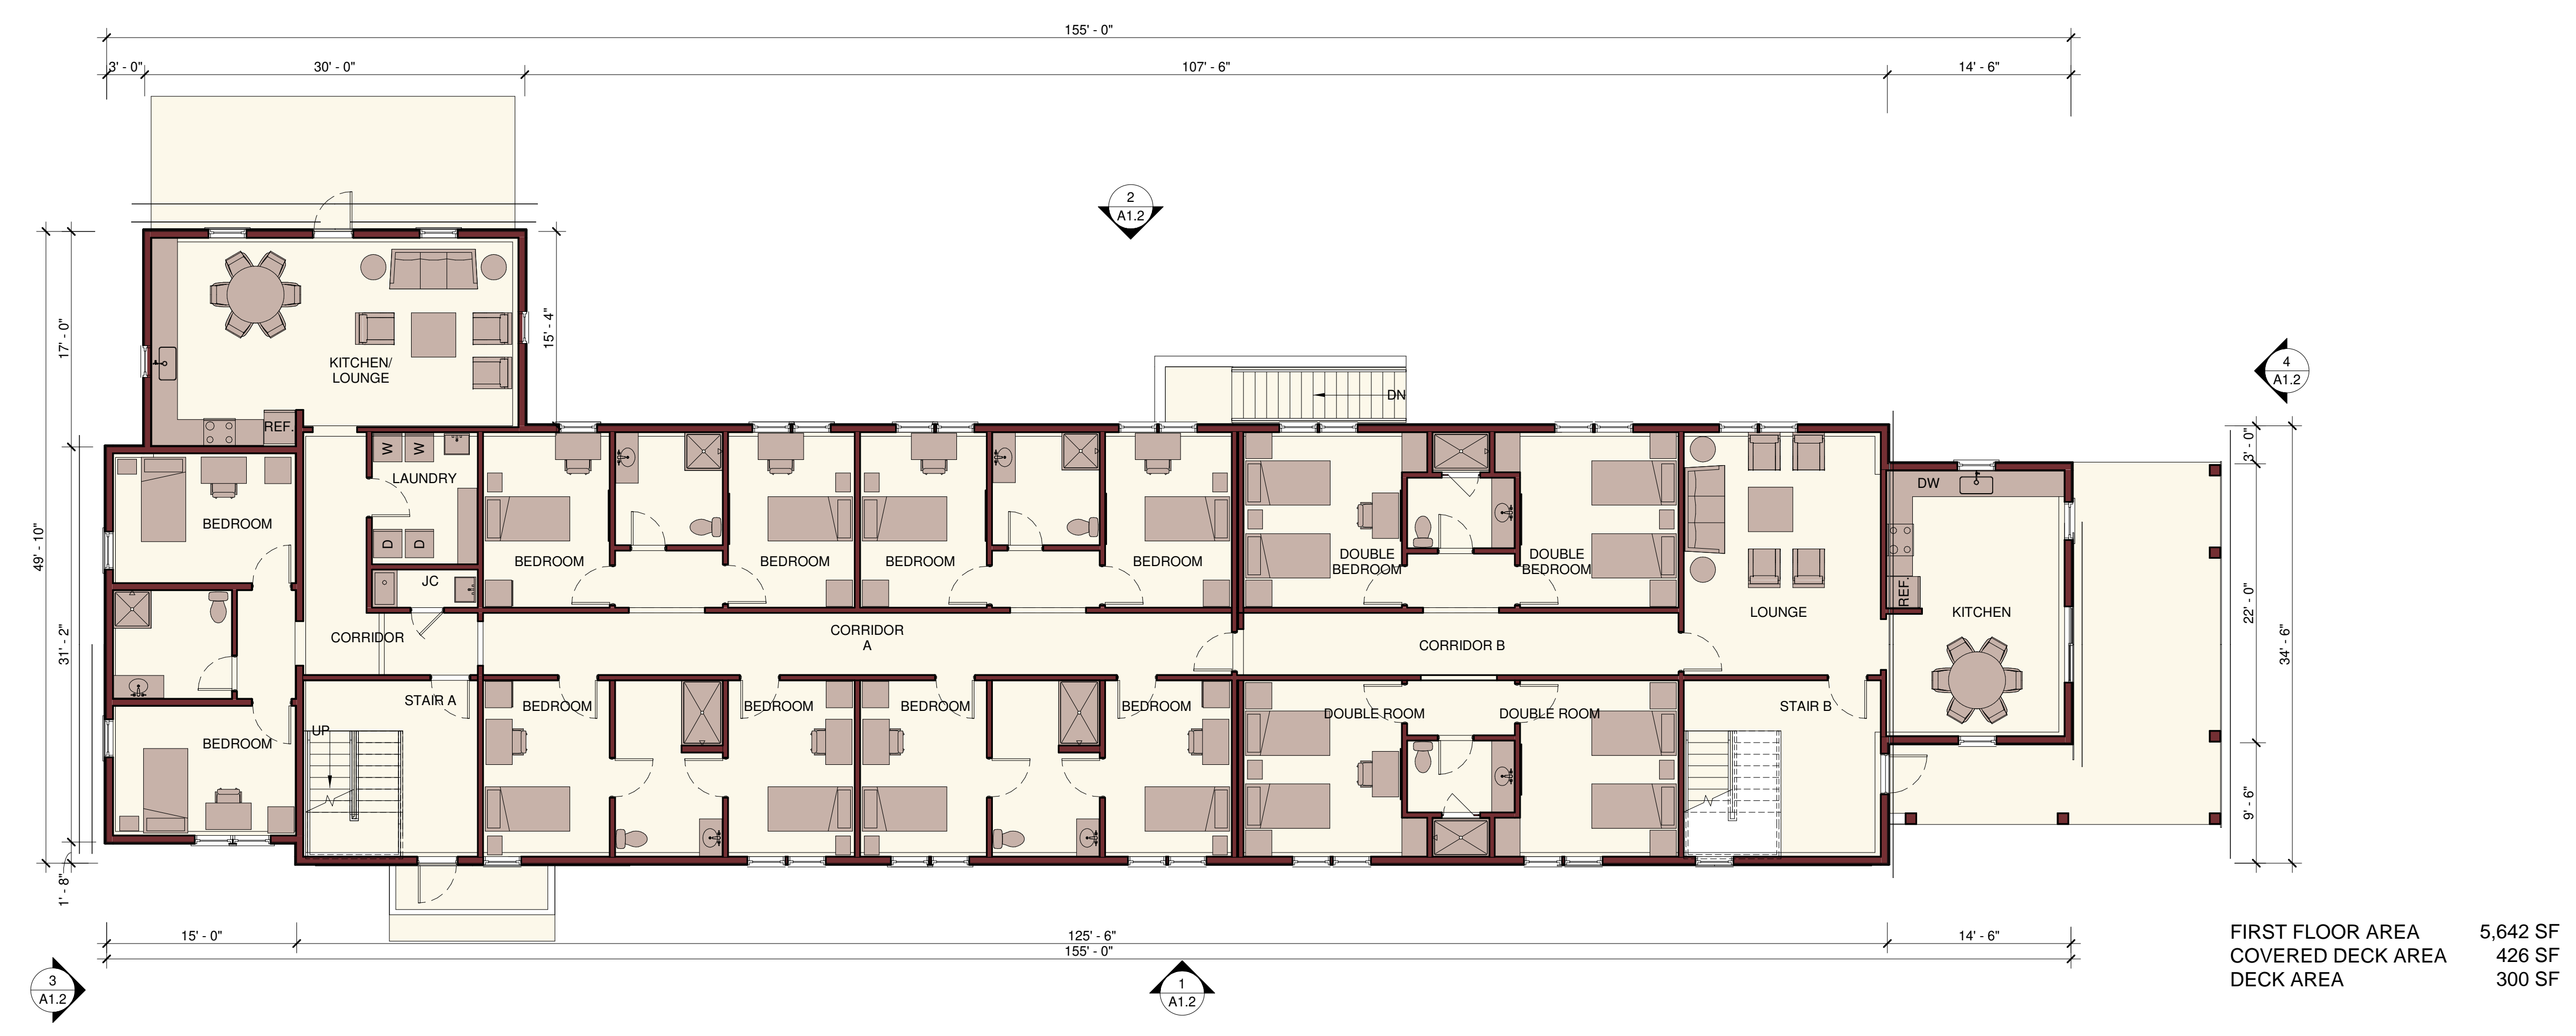 155' - 0"
3' - 0"
30' - 0"
107' - 6"
14' - 6"
2
A1.2
17' - 0"
15' - 4"
KITCHEN/
LOUNGE
REF.
DN
4
A1.2
49' - 10"
31' - 2"
1' - 8"
W
W
LAUNDRY
D
D
JC
BEDROOM
BEDROOM
BEDROOM
BEDROOM
BEDROOM
DOUBLE
BEDROOM
DOUBLE
BEDROOM
LOUNGE
DW
REF.
KITCHEN
3' - 0"
22' - 0"
34' - 6"
9' - 6"
CORRIDOR
CORRIDOR
A
CORRIDOR B
STAIR A
UP
BEDROOM
BEDROOM
BEDROOM
BEDROOM
BEDROOM
DOUBLE ROOM
DOUBLE ROOM
STAIR B
15' - 0"
125' - 6"
14' - 6"
155' - 0"
3
A1.2
1
A1.2
FIRST FLOOR AREA 5,642 SF
COVERED DECK AREA 426 SF
DECK AREA 300 SF